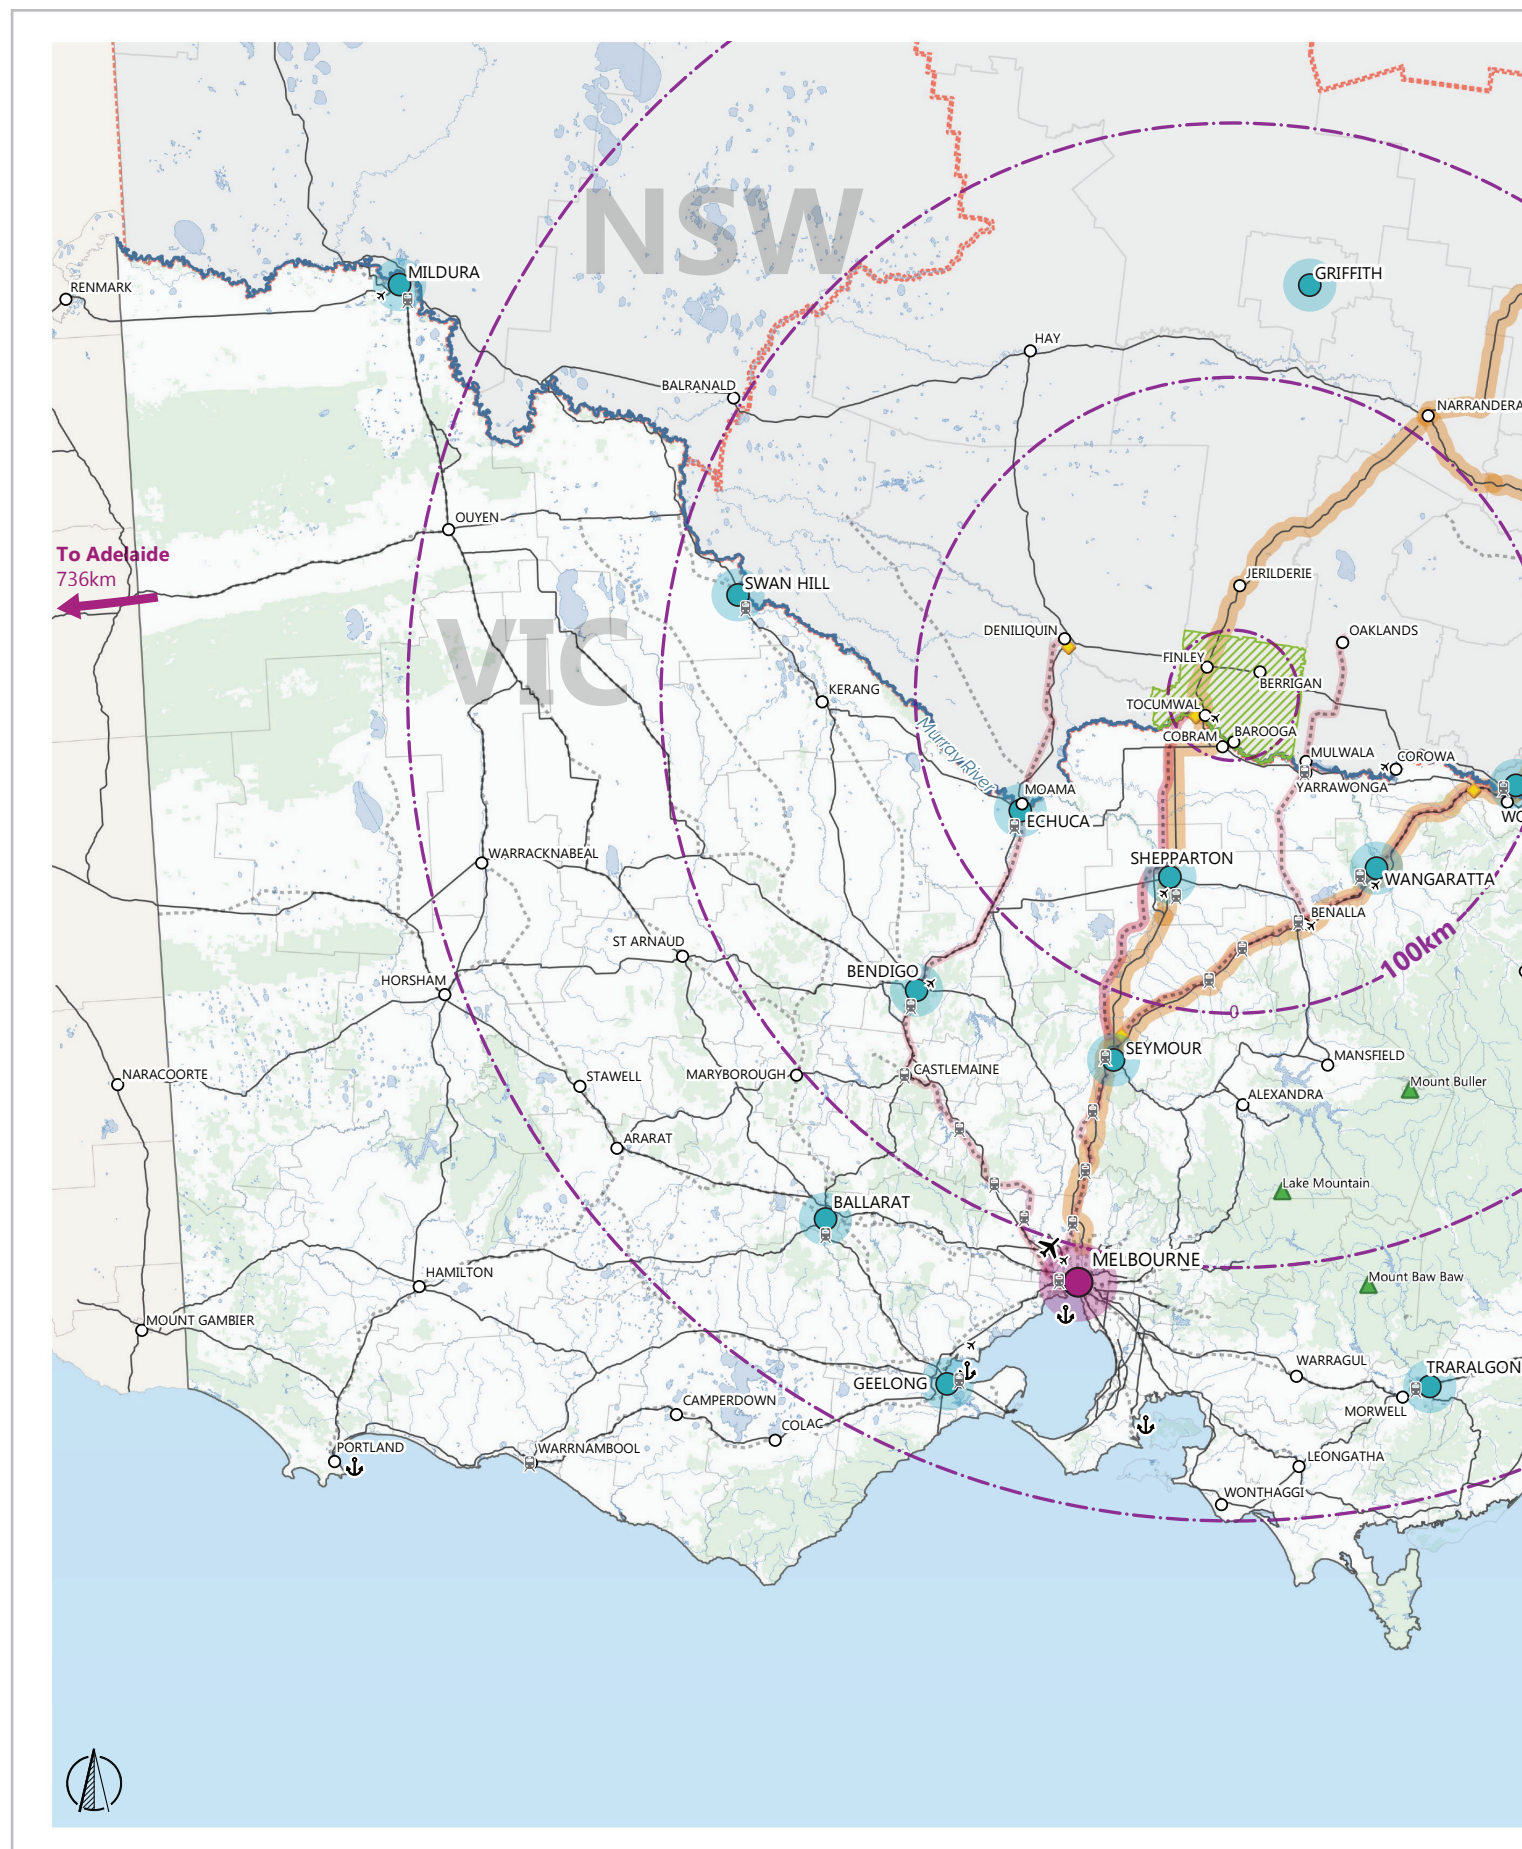 NSW
MILDURA
RENMARK
GRIFFITH
HAY
BALRANALD
NARRANDERA
OUYEN
To Adelaide
736km
SWAN HILL
JERILDERIE
VIC
DENILIQUIN
OAKLANDS
FINLEY
BERRIGAN
KERANG
TOCUMWAL
BAROOGA
COBRAM
Murray River
MULWALA
COROWA
YARRAWONGA
MOAMA
ECHUCA
WO
WARRACKNABEAL
SHEPPARTON
WANGARATTA
BENALLA
ST ARNAUD
100km
BENDIGO
HORSHAM
0
SEYMOUR
MANSFIELD
NARACOORTE
STAWELL
MARYBOROUGH
CASTLEMAINE
Mount Buller
ALEXANDRA
ARARAT
Lake Mountain
BALLARAT
MELBOURNE
HAMILTON
Mount Baw Baw
MOUNT GAMBIER
WARRAGUL
TRARALGON
GEELONG
CAMPERDOWN
MORWELL
COLAC
PORTLAND
WARRNAMBOOL
LEONGATHA
WONTHAGGI